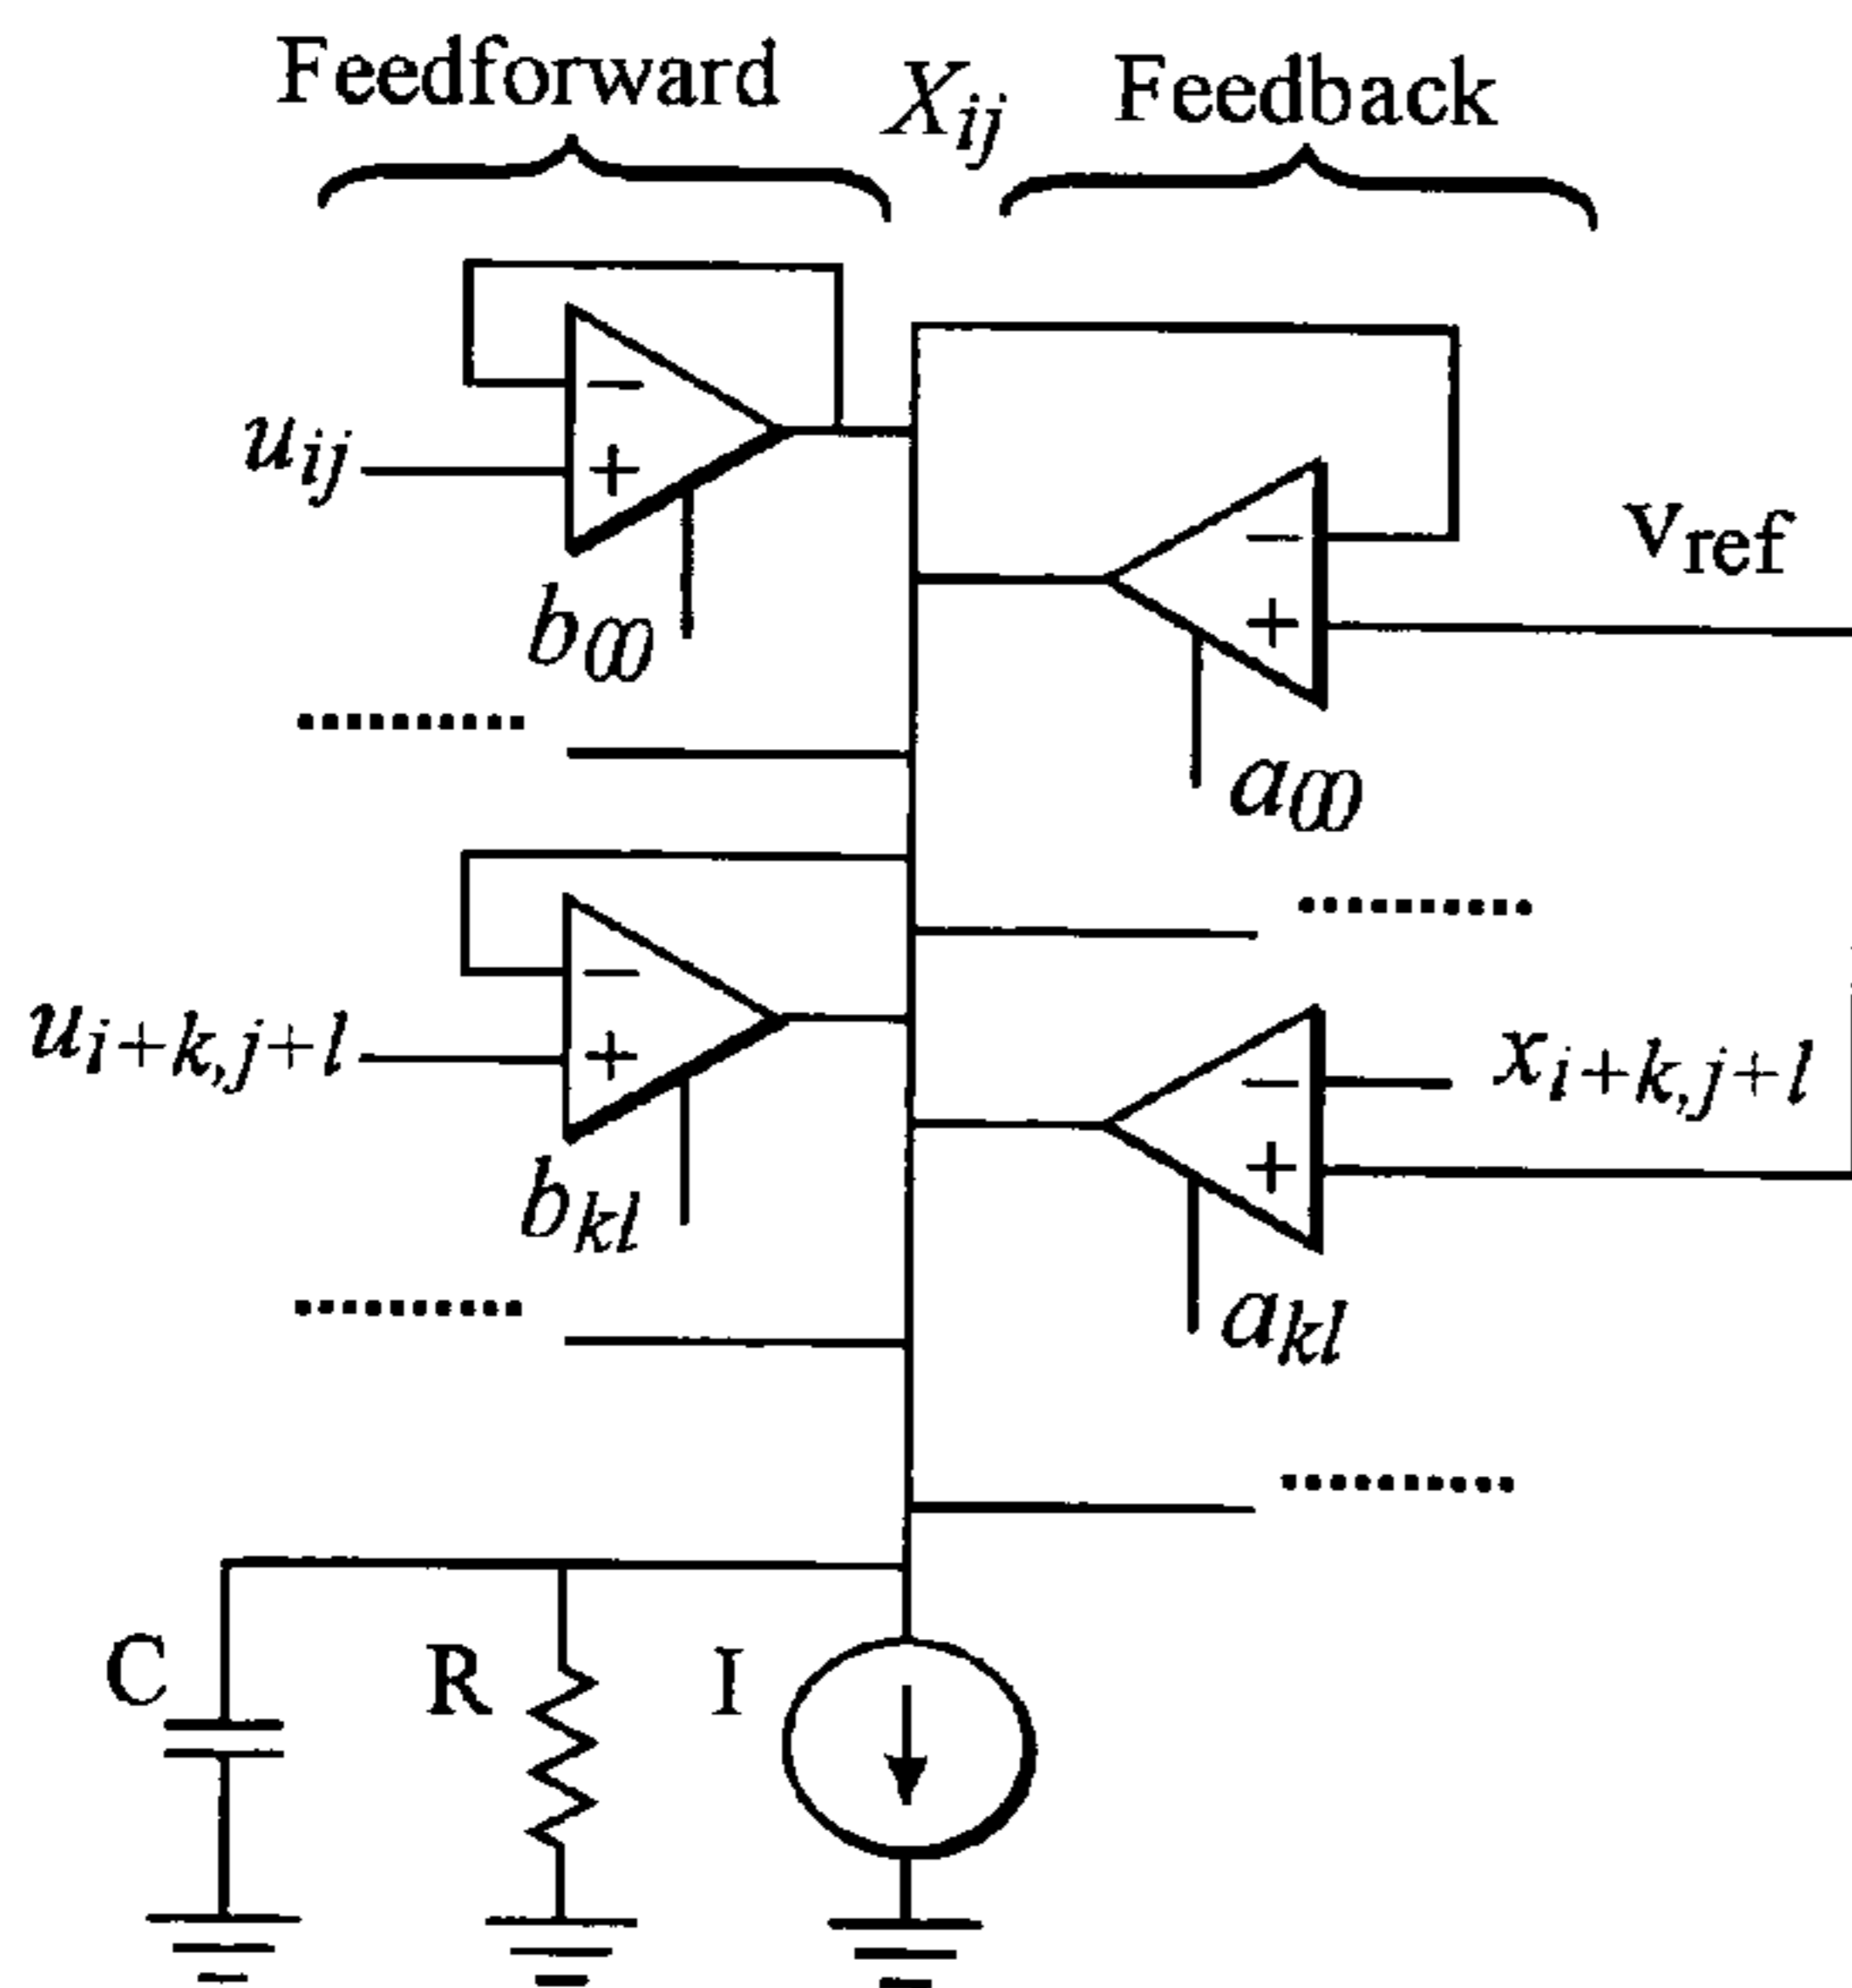 Feedforward
X_ij
Feedback
−
+
u_ij
b_00
−
+
v_ref
a_00
−
+
u_i+k,j+l
b_kl
−
+
x_i+k,j+l
a_kl
C
R
I